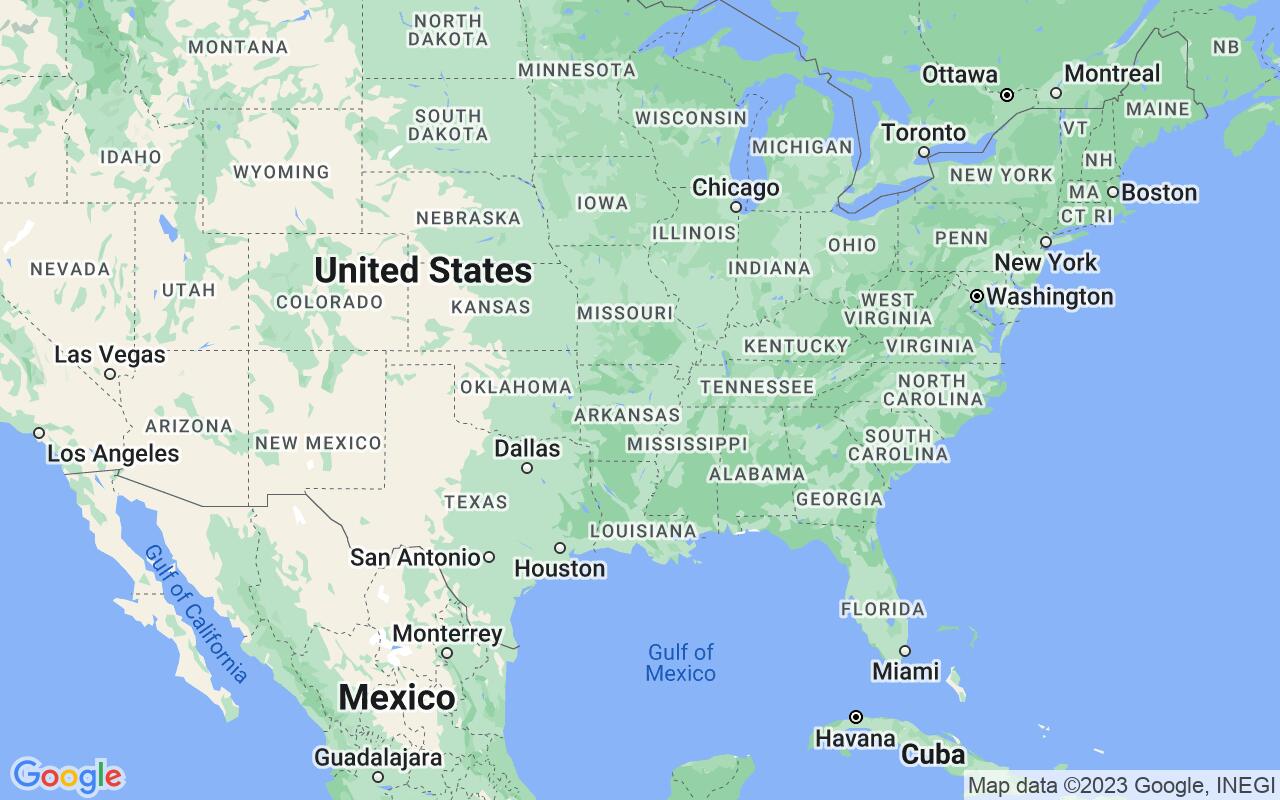 NORTH
DAKOTA
MONTANA
MINNESOTA
NB
Ottawa
Montreal
MAINE
SOUTH
DAKOTA
WISCONSIN
VT
Toronto
MICHIGAN
NH
IDAHO
WYOMING
NEW YORK
Chicago
MA
Boston
IOWA
NEBRASKA
CT RI
ILLINOIS
OHIO
PENN
New York
NEVADA
United States
INDIANA
UTAH
COLORADO
KANSAS
MISSOURI
WEST
VIRGINIA
Washington
KENTUCKY
VIRGINIA
Las Vegas
OKLAHOMA
TENNESSEE
NORTH
CAROLINA
ARIZONA
NEW MEXICO
ARKANSAS
MISSISSIPPI
SOUTH
CAROLINA
Los Angeles
Dallas
ALABAMA
GEORGIA
TEXAS
LOUISIANA
San Antonio
Houston
Gulf of California
FLORIDA
Monterrey
Gulf of
Mexico
Miami
Mexico
Havana
Cuba
Guadalajara
Google
Map data ©2023 Google, INEGI